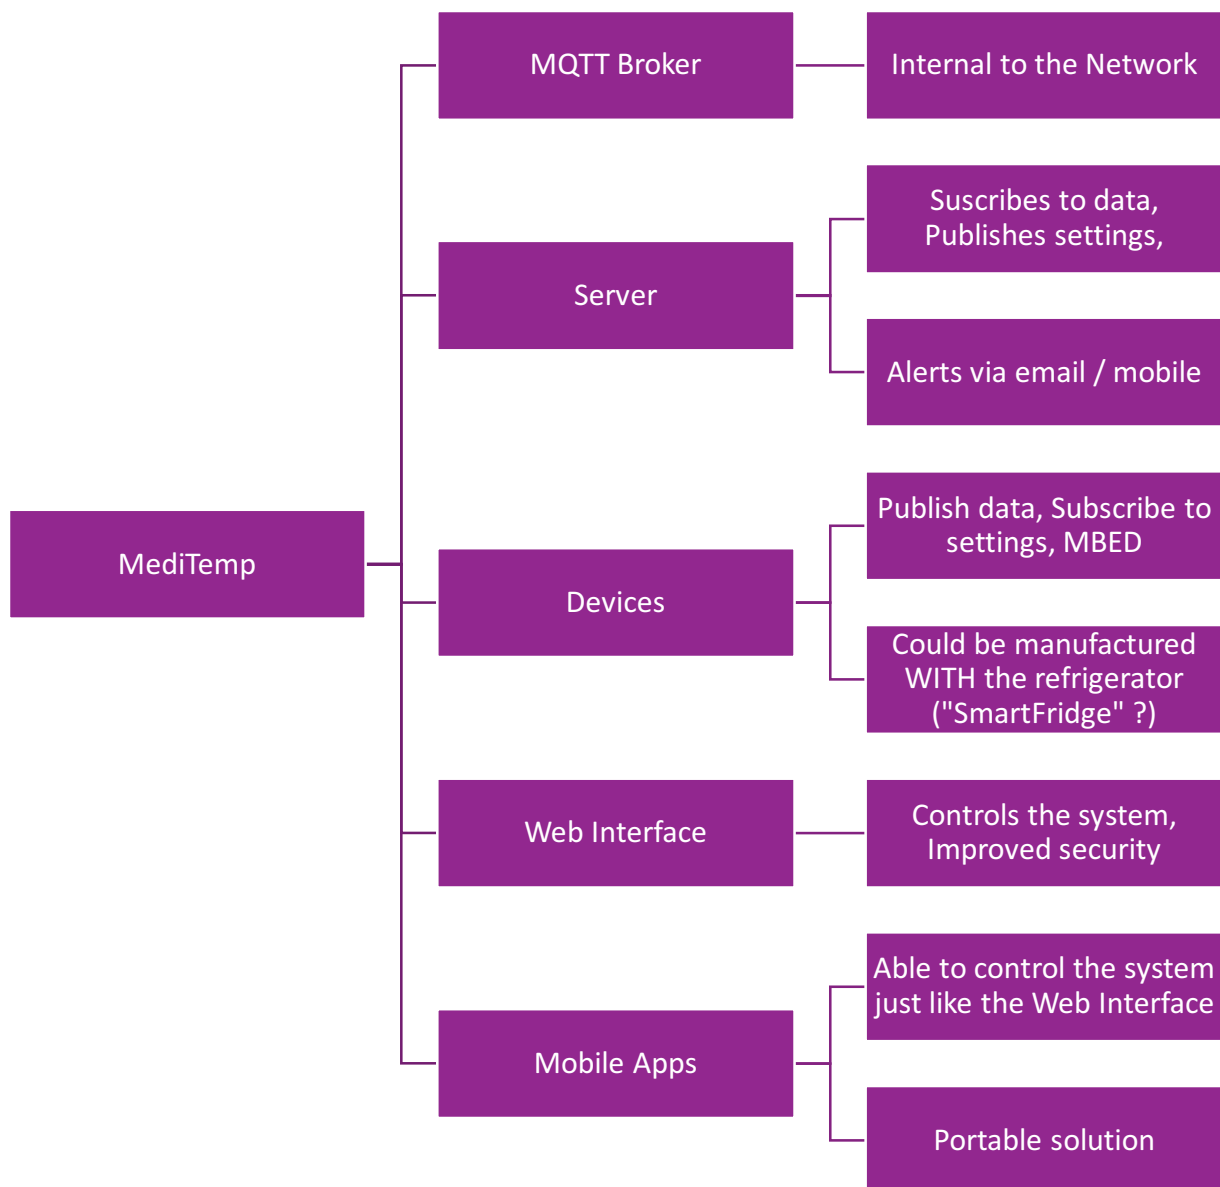 MQTT Broker
Internal to the Network
Suscribes to data,
Publishes settings,
Server
Alerts via email / mobile
Publish data, Subscribe to
settings, MBED
MediTemp
Devices
Could be manufactured
WITH the refrigerator
("SmartFridge" ?)
Web Interface
Controls the system,
Improved security
Able to control the system
just like the Web Interface
Mobile Apps
Portable solution